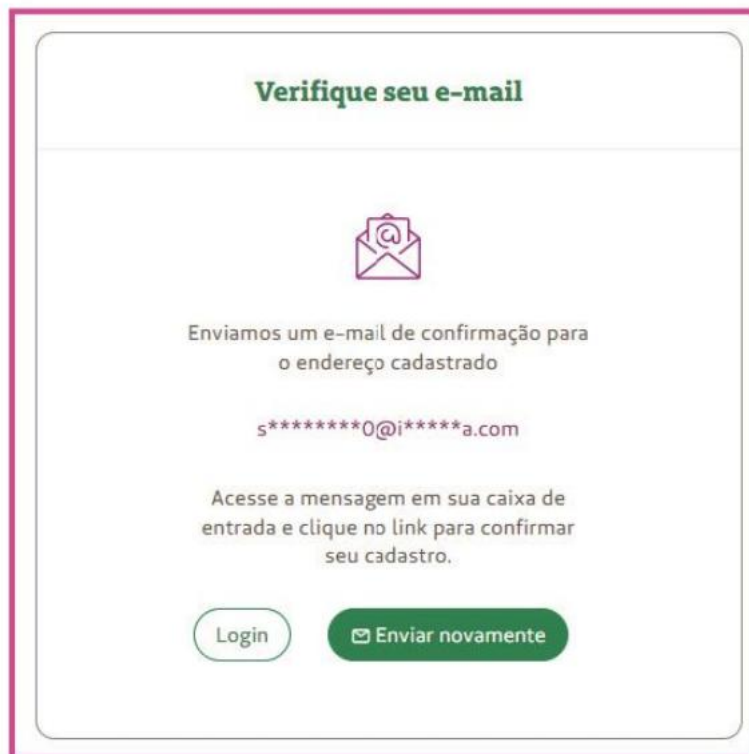 Verifique seu e-mail
@
Enviamos um e-mail de confirmação para
o endereço cadastrado
s********0@i*****a.com
Acesse a mensagem em sua caixa de
entrada e clique no link para confirmar
seu cadastro.
Login
Enviar novamente